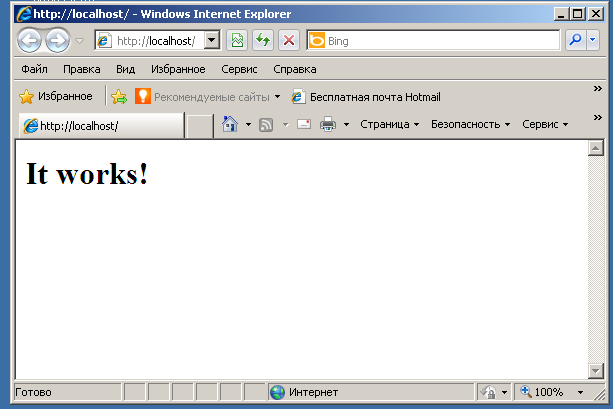 http://localhost/ - Windows Internet Explorer
http://localhost/ Bing
Файл Правка Вид Избранное Сервис Справка
Избранное Рекомендуемые сайты Бесплатная почта Hotmail
http://localhost/ Страница Безопасность Сервис
It works!
Готово Интернет 100%